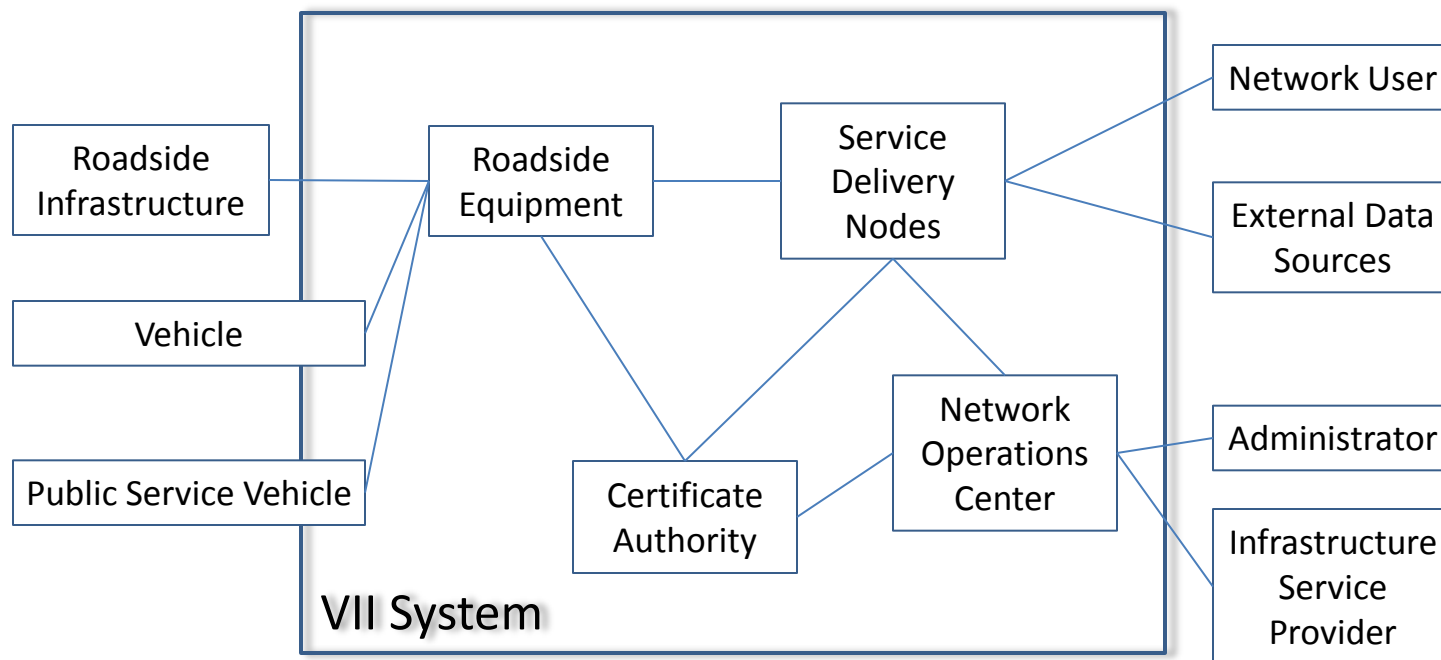 Roadside
Infrastructure
Vehicle
Public Service Vehicle
Roadside
Equipment
Service
Delivery
Nodes
Certificate
Authority
Network
Operations
Center
VII System
Network User
External Data
Sources
Administrator
Infrastructure
Service
Provider